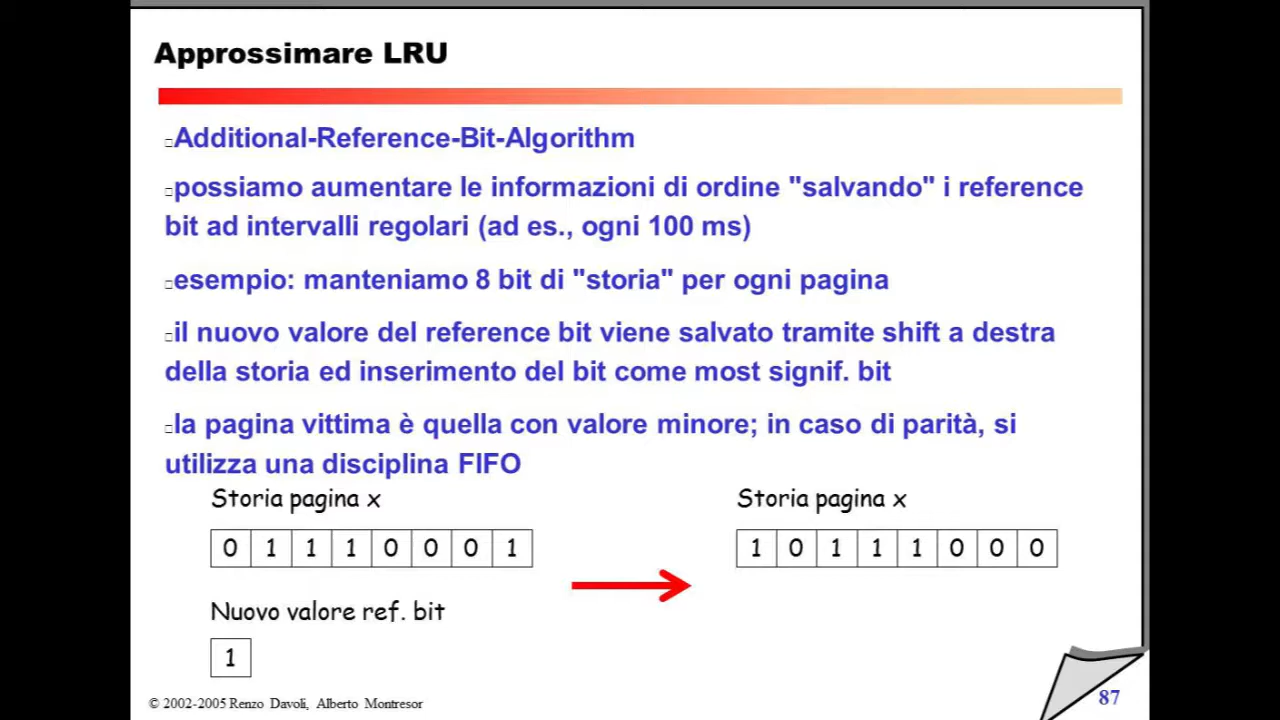 Approssimare LRU
Additional-Reference-Bit-Algorithm
possiamo aumentare le informazioni di ordine "salvando" i reference
bit ad intervalli regolari (ad es., ogni 100 ms)
esempio: manteniamo 8 bit di "storia" per ogni pagina
il nuovo valore del reference bit viene salvato tramite shift a destra
della storia ed inserimento del bit come most signif. bit
la pagina vittima è quella con valore minore; in caso di parità, si
utilizza una disciplina FIFO
Storia pagina x
0 1 1 1 0 0 0 1
Nuovo valore ref. bit
1
Storia pagina x
1 0 1 1 1 0 0 0
© 2002-2005 Renzo Davoli, Alberto Montresor
87